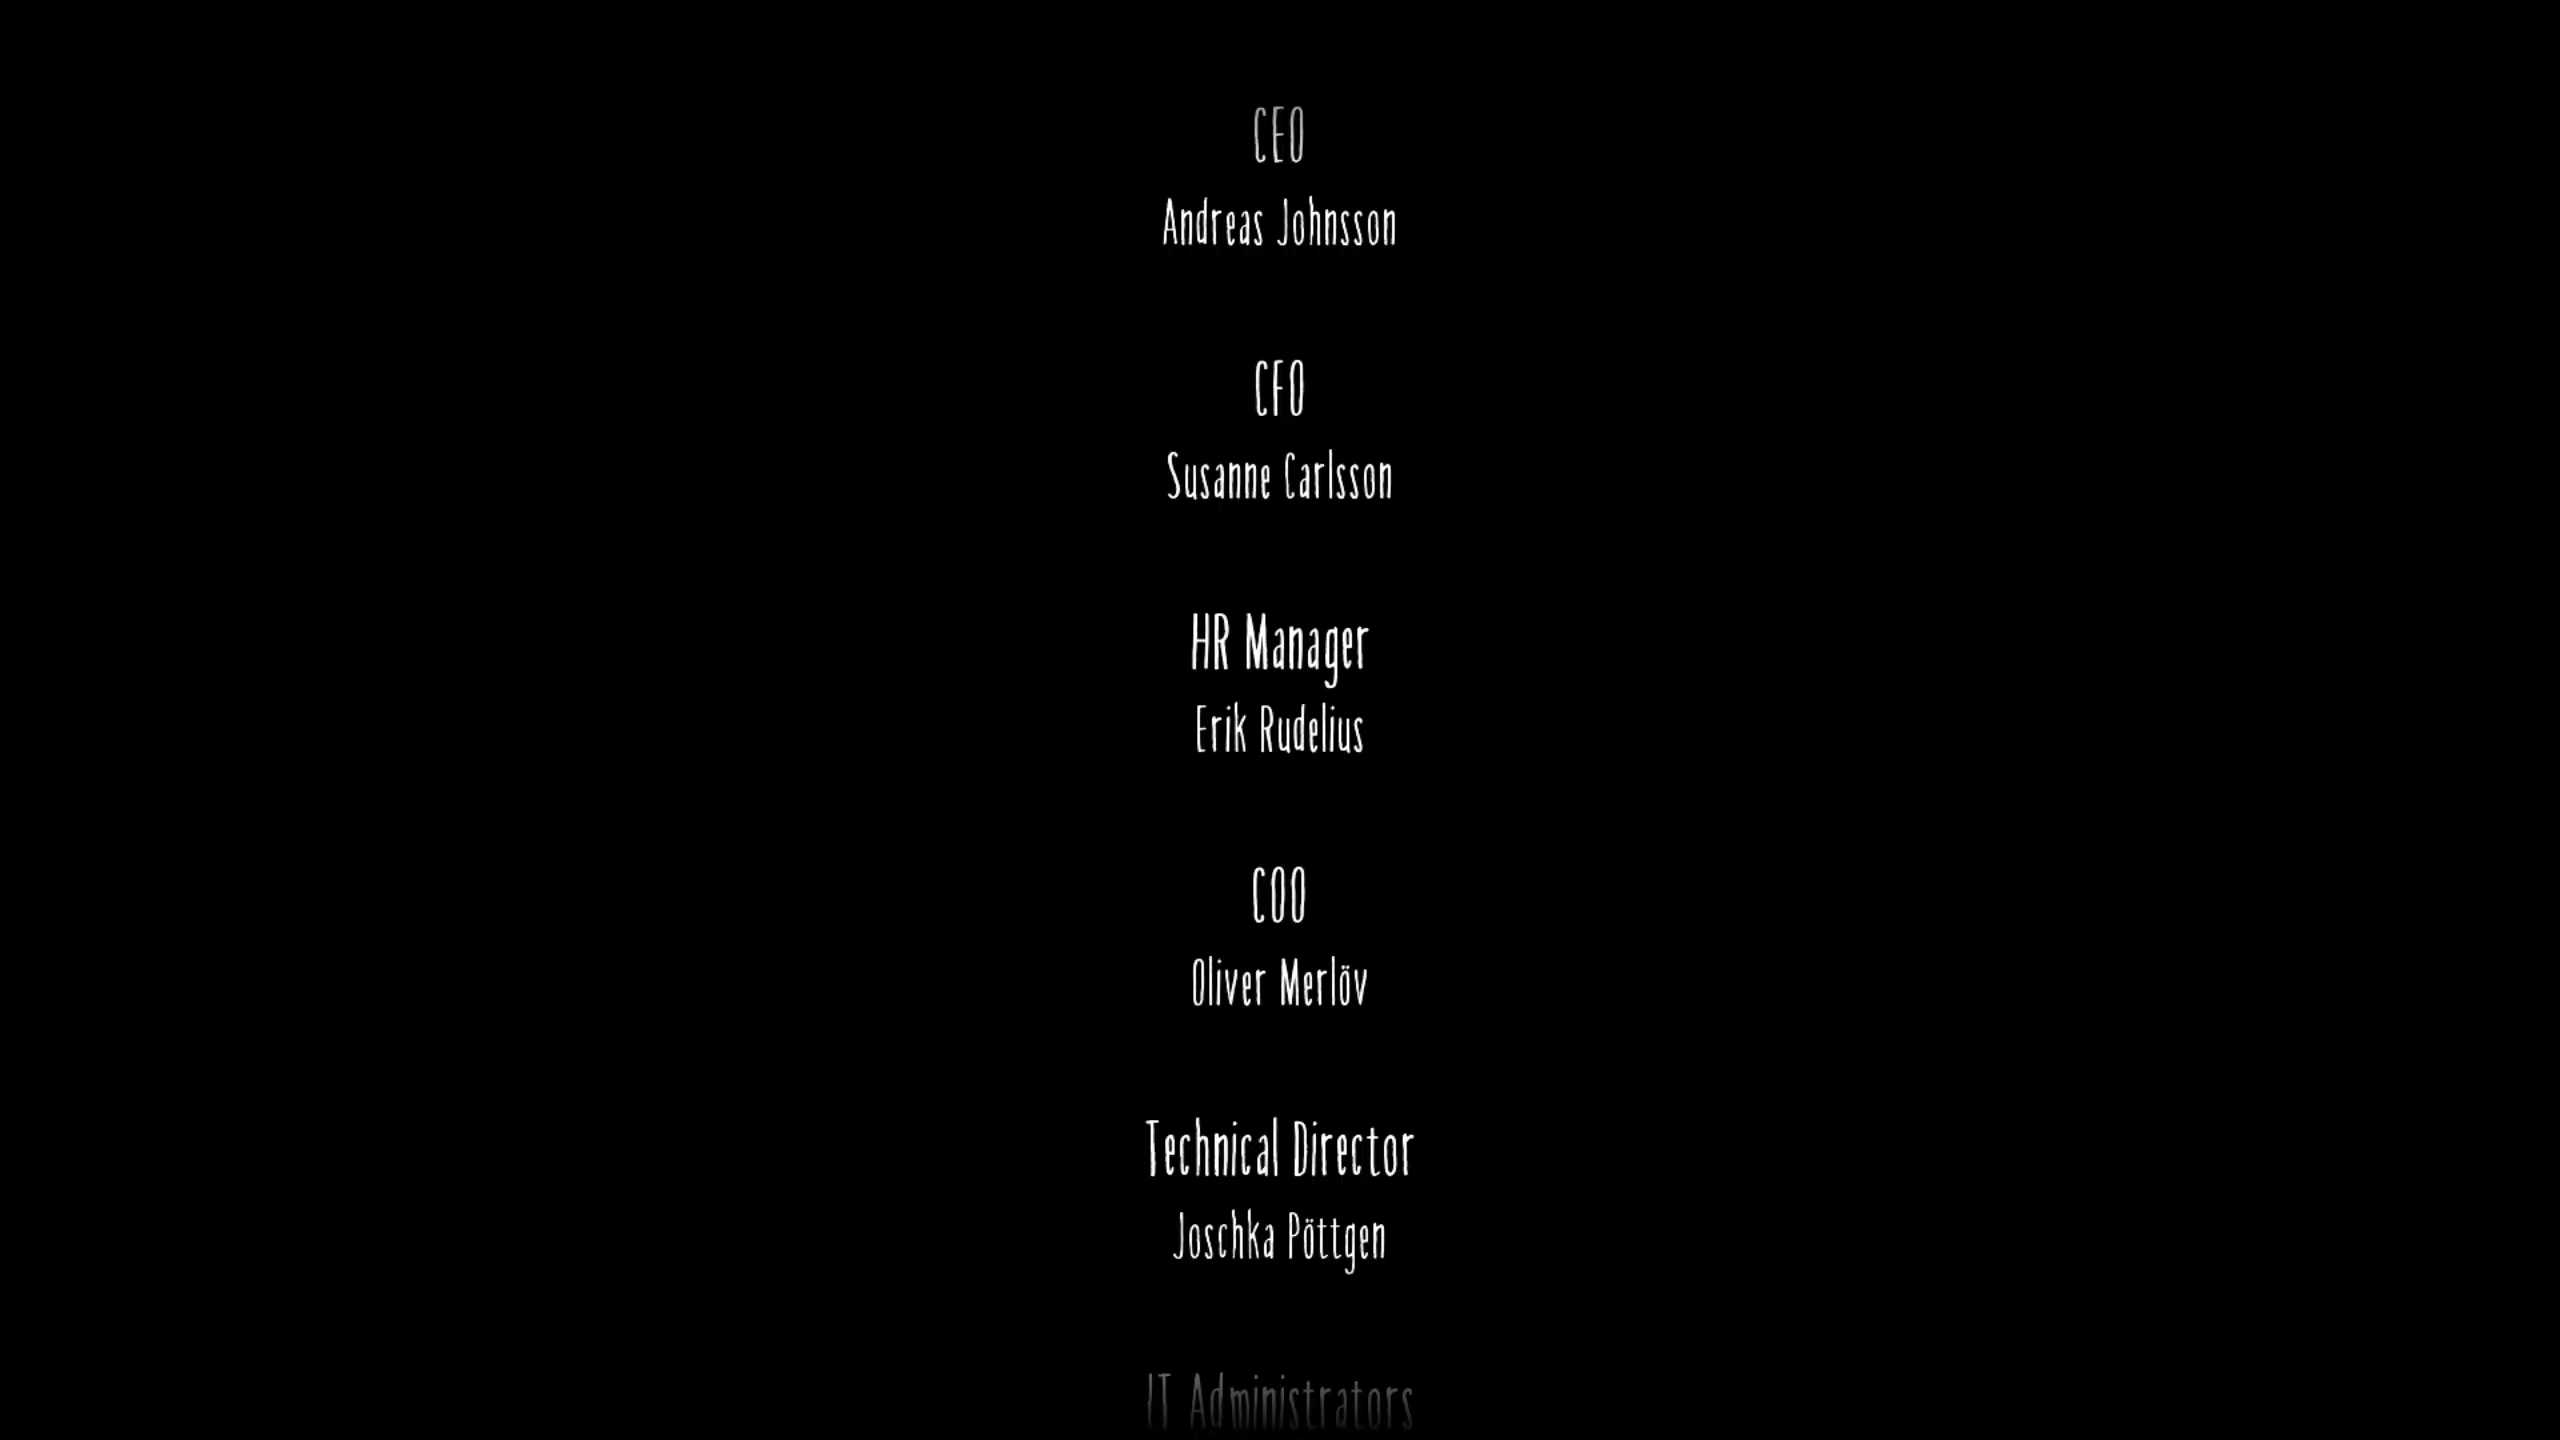 CEO
Andreas Johnsson
CFO
Susanne Carlsson
HR Manager
Erik Rudelius
COO
Oliver Merlöv
Technical Director
Joschka Pöttgen
IT Administrators